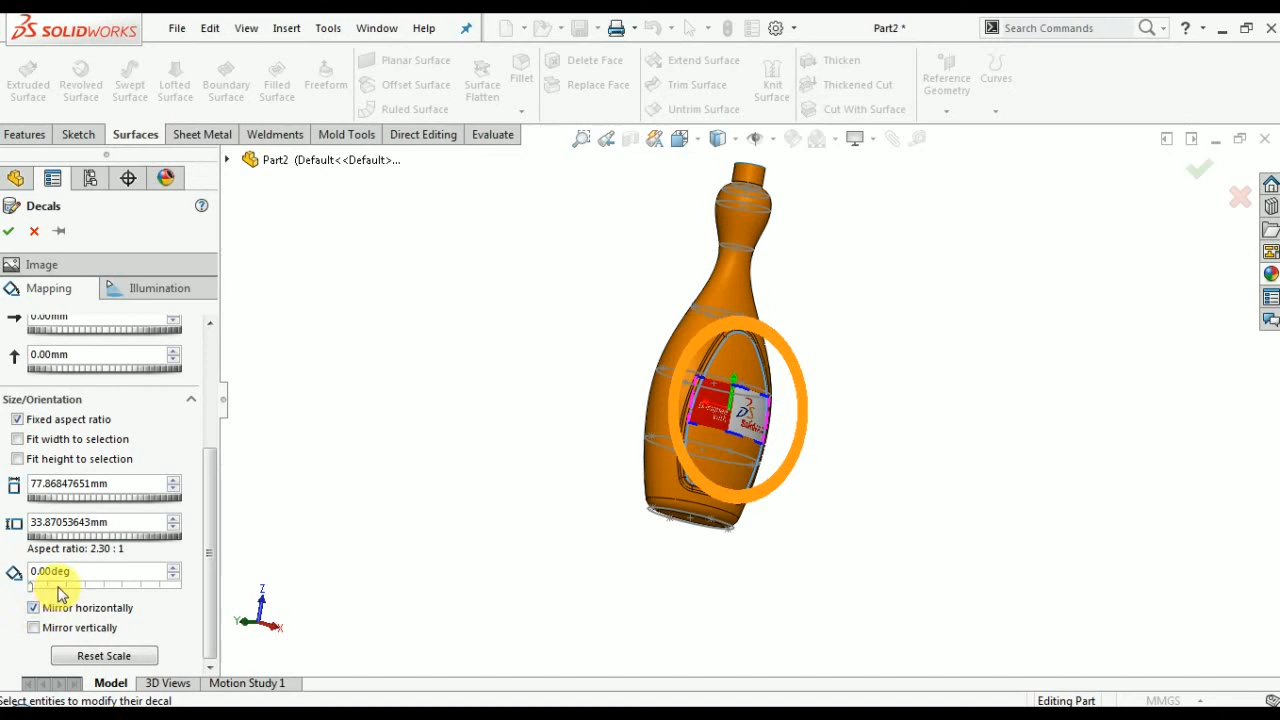 SOLIDWORKS File Edit View Insert Tools Window Help Part2 * Search Commands ?
Extruded Surface
Revolved Surface
Swept Surface
Lofted Surface
Boundary Surface
Filled Surface
Freeform
Planar Surface
Offset Surface
Ruled Surface
Surface Flatten
Fillet
Delete Face
Replace Face
Extend Surface
Trim Surface
Untrim Surface
Knit Surface
Thicken
Thickened Cut
Cut With Surface
Reference Geometry
Curves
Features Sketch Surfaces Sheet Metal Weldments Mold Tools Direct Editing Evaluate
Part2 (Default<<Default>...
Decals
Image
Mapping Illumination
0.00mm
0.00mm
Size/Orientation
Fixed aspect ratio
Fit width to selection
Fit height to selection
77.86847651mm
33.87053643mm
Aspect ratio: 2.30 : 1
0.00deg
Mirror horizontally
Mirror vertically
Reset Scale
Designed with
DS
Z
Y
X
Model 3D Views Motion Study 1
Select entities to modify their decal Editing Part MMGS